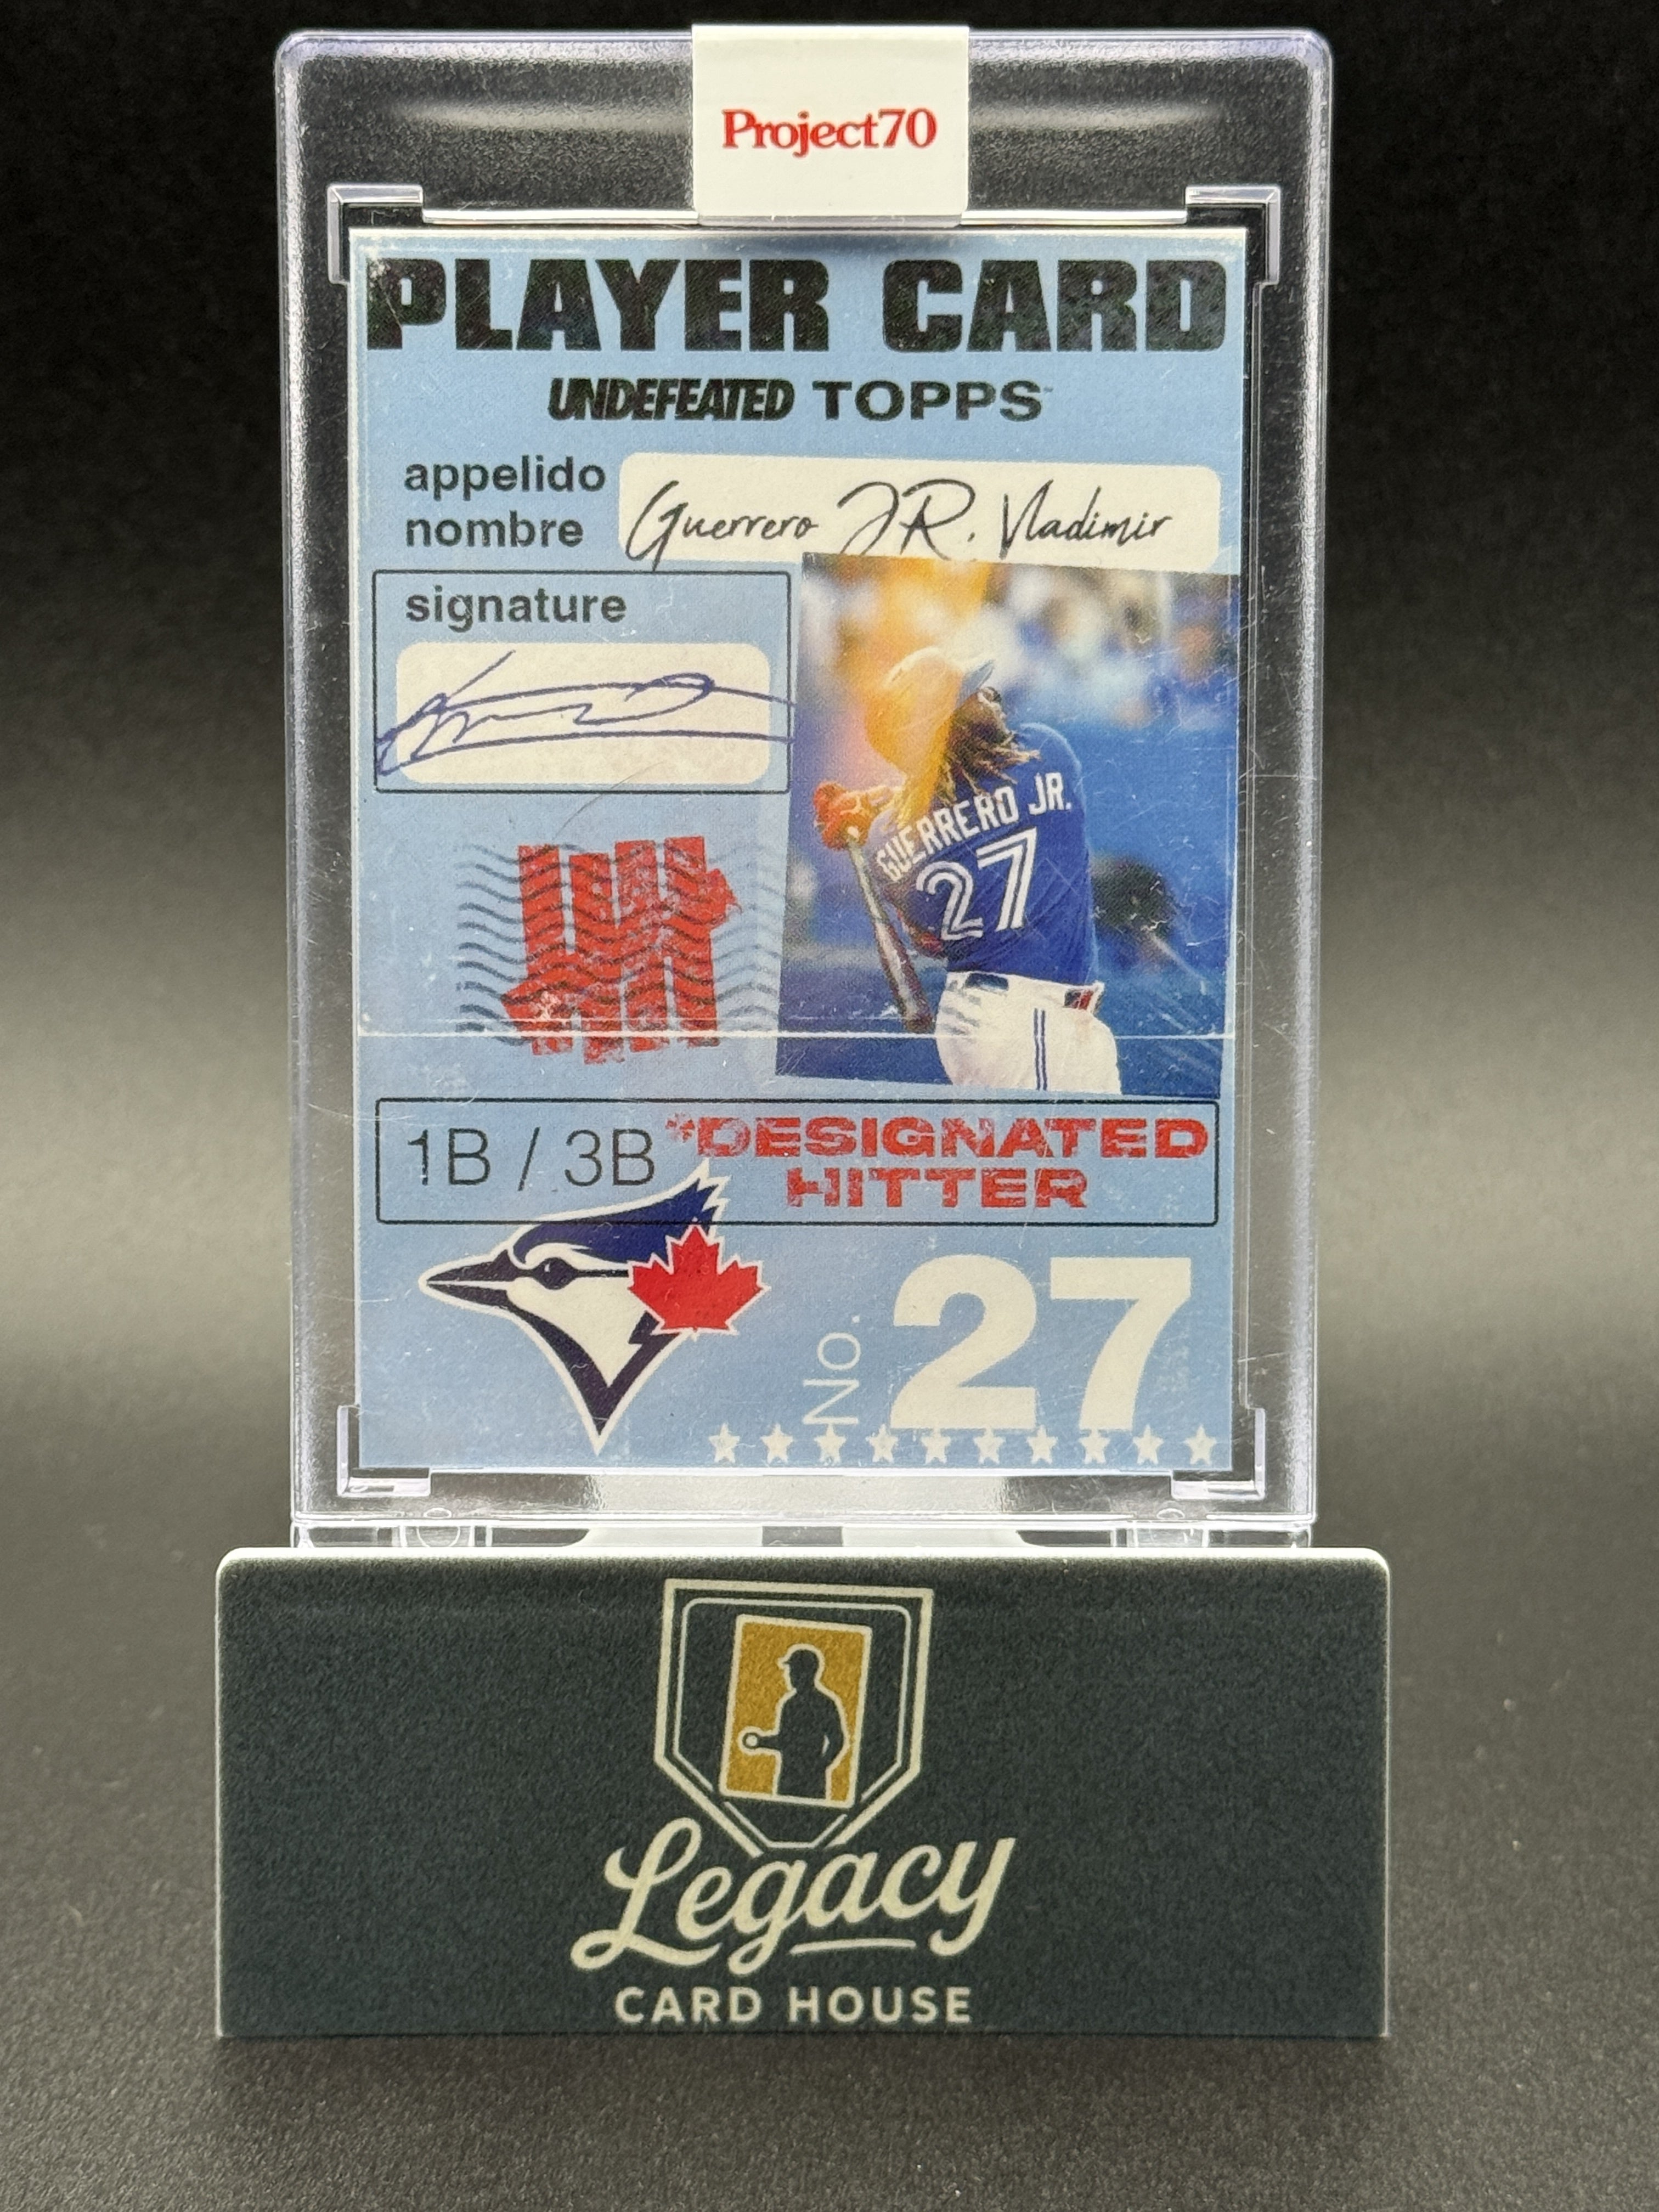 Project70
PLAYER CARD
UNDEFEATED TOPPS™
appelido
nombre
Guerrero JR. Vladimir
signature
GUERRERO JR.
27
1B / 3B
*DESIGNATED
HITTER
NO. 27
Legacy
CARD HOUSE